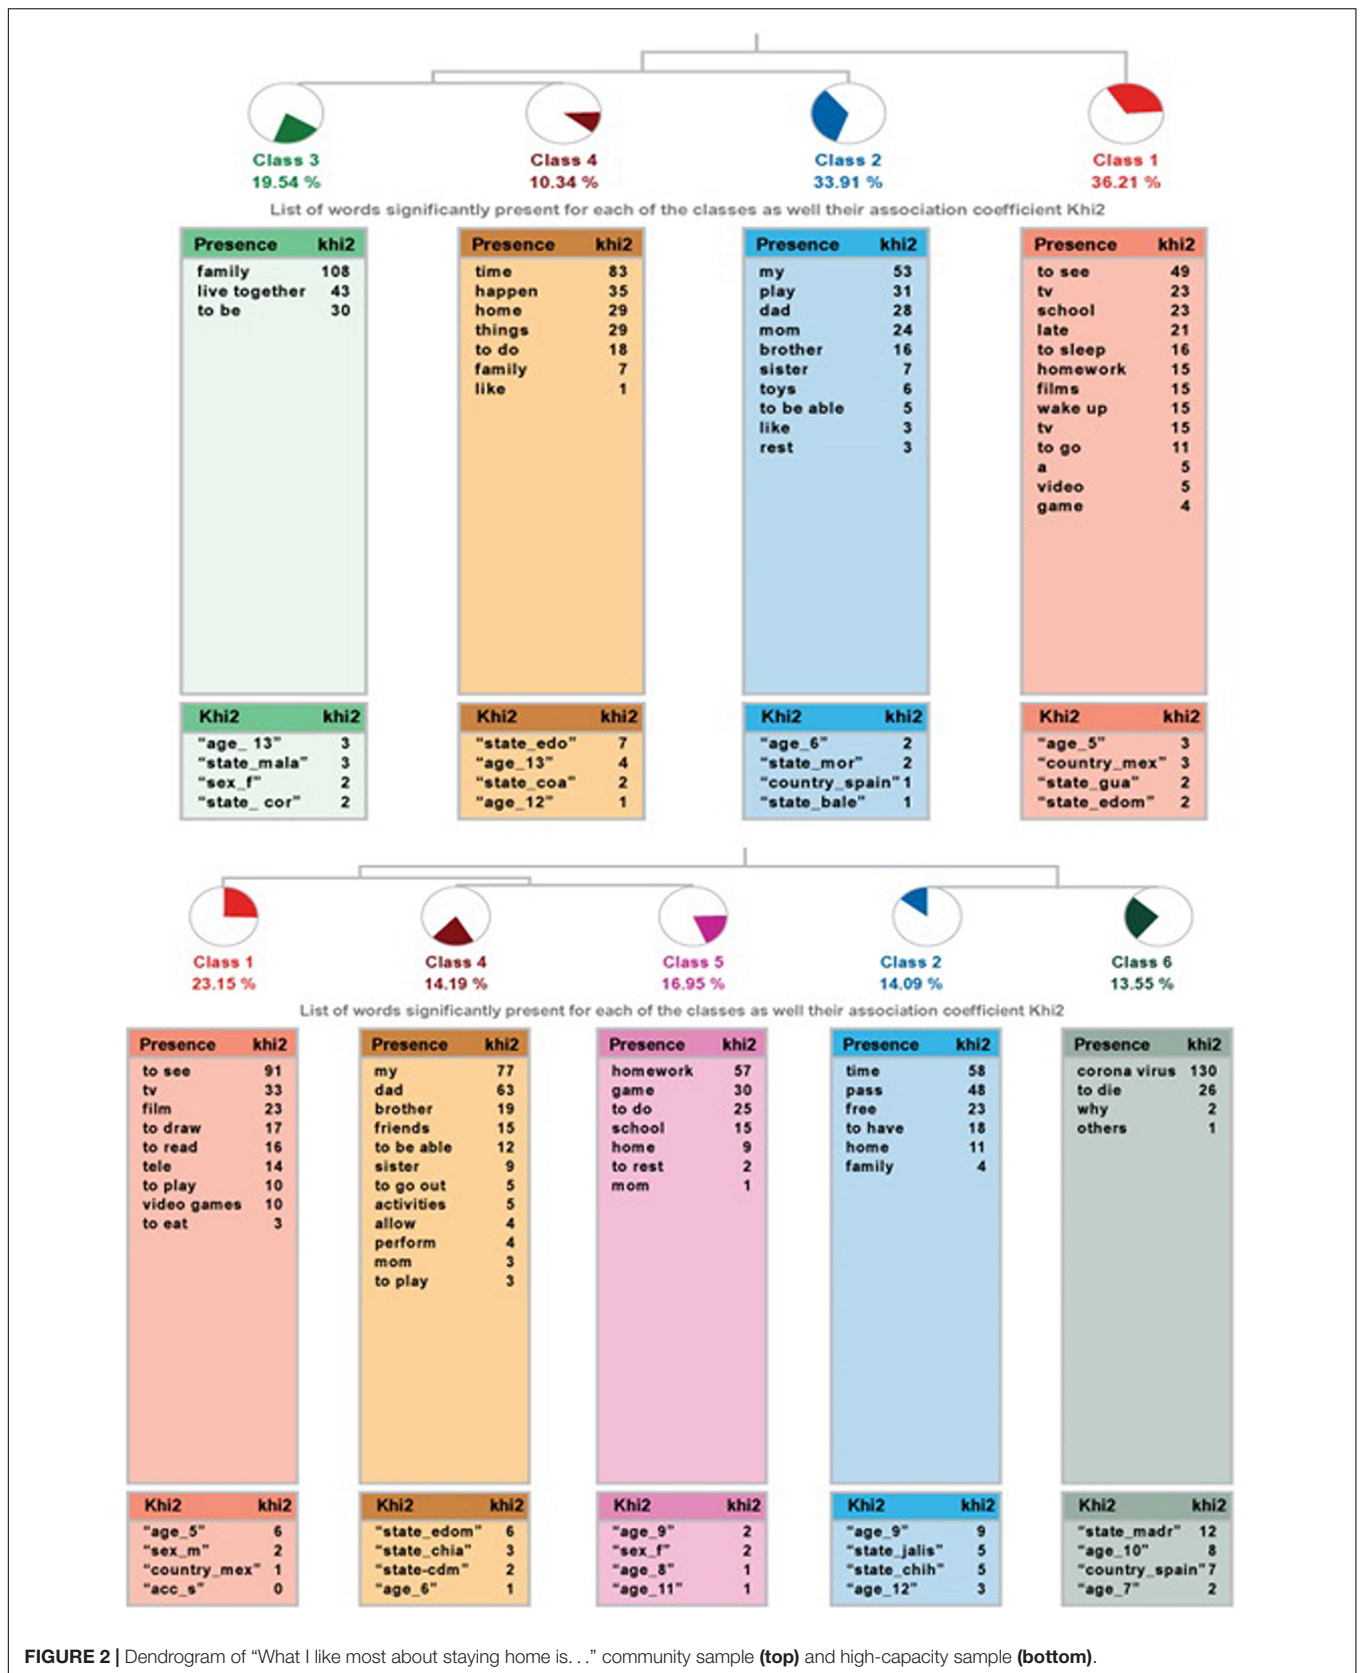 Class 3
19.54 %
Class 4
10.34 %
Class 2
33.91 %
Class 1
36.21 %
List of words significantly present for each of the classes as well their association coefficient Khi2
Presence khi2
family 108
live together 43
to be 30
Presence khi2
time 83
happen 35
home 29
things 29
to do 18
family 7
like 1
Presence khi2
my 53
play 31
dad 28
mom 24
brother 16
sister 7
toys 6
to be able 5
like 3
rest 3
Presence khi2
to see 49
tv 23
school 23
late 21
to sleep 16
homework 15
films 15
wake up 15
tv 15
to go 11
a 5
video 5
game 4
Khi2 khi2
“age_ 13” 3
“state_mala” 3
“sex_f” 2
“state_ cor” 2
Khi2 khi2
“state_edo” 7
“age_13” 4
“state_coa” 2
“age_12” 1
Khi2 khi2
“age_6” 2
“state_mor” 2
“country_spain” 1
“state_bale” 1
Khi2 khi2
“age_5” 3
“country_mex” 3
“state_gua” 2
“state_edom” 2
Class 1
23.15 %
Class 4
14.19 %
Class 5
16.95 %
Class 2
14.09 %
Class 6
13.55 %
List of words significantly present for each of the classes as well their association coefficient Khi2
Presence khi2
to see 91
tv 33
film 23
to draw 17
to read 16
tele 14
to play 10
video games 10
to eat 3
Presence khi2
my 77
dad 63
brother 19
friends 15
to be able 12
sister 9
to go out 5
activities 5
allow 4
perform 4
mom 3
to play 3
Presence khi2
homework 57
game 30
to do 25
school 15
home 9
to rest 2
mom 1
Presence khi2
time 58
pass 48
free 23
to have 18
home 11
family 4
Presence khi2
corona virus 130
to die 26
why 2
others 1
Khi2 khi2
“age_5” 6
“sex_m” 2
“country_mex” 1
“acc_s” 0
Khi2 khi2
“state_edom” 6
“state_chia” 3
“state-cdm” 2
“age_6” 1
Khi2 khi2
“age_9” 2
“sex_f” 2
“age_8” 1
“age_11” 1
Khi2 khi2
“age_9” 9
“state_jalis” 5
“state_chih” 5
“age_12” 3
Khi2 khi2
“state_madr” 12
“age_10” 8
“country_spain” 7
“age_7” 2
FIGURE 2 | Dendrogram of “What I like most about staying home is. . .” community sample (top) and high-capacity sample (bottom).